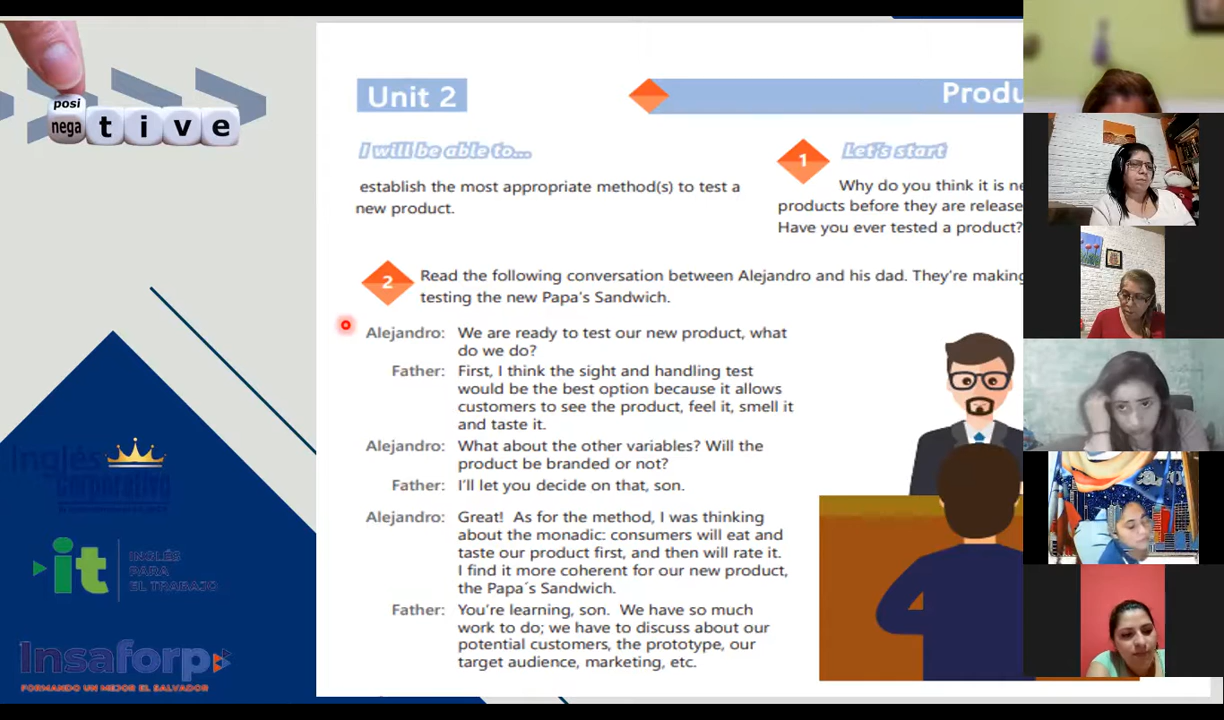 posi
nega
t i v e
Unit 2
Produ
I will be able to...
establish the most appropriate method(s) to test a
new product.
1
Let's start
Why do you think it is ne
products before they are release
Have you ever tested a product?
2
Read the following conversation between Alejandro and his dad. They're making
testing the new Papa's Sandwich.
Alejandro: We are ready to test our new product, what
do we do?
Father: First, I think the sight and handling test
would be the best option because it allows
customers to see the product, feel it, smell it
and taste it.
Alejandro: What about the other variables? Will the
product be branded or not?
Father: I'll let you decide on that, son.
Alejandro: Great! As for the method, I was thinking
about the monadic: consumers will eat and
taste our product first, and then will rate it.
I find it more coherent for our new product,
the Papa´s Sandwich.
Father: You're learning, son. We have so much
work to do; we have to discuss about our
potential customers, the prototype, our
target audience, marketing, etc.
Inglés
corporativo
it
INGLÉS
PARA
EL TRABAJO
Insaforp
FORMANDO UN MEJOR EL SALVADOR